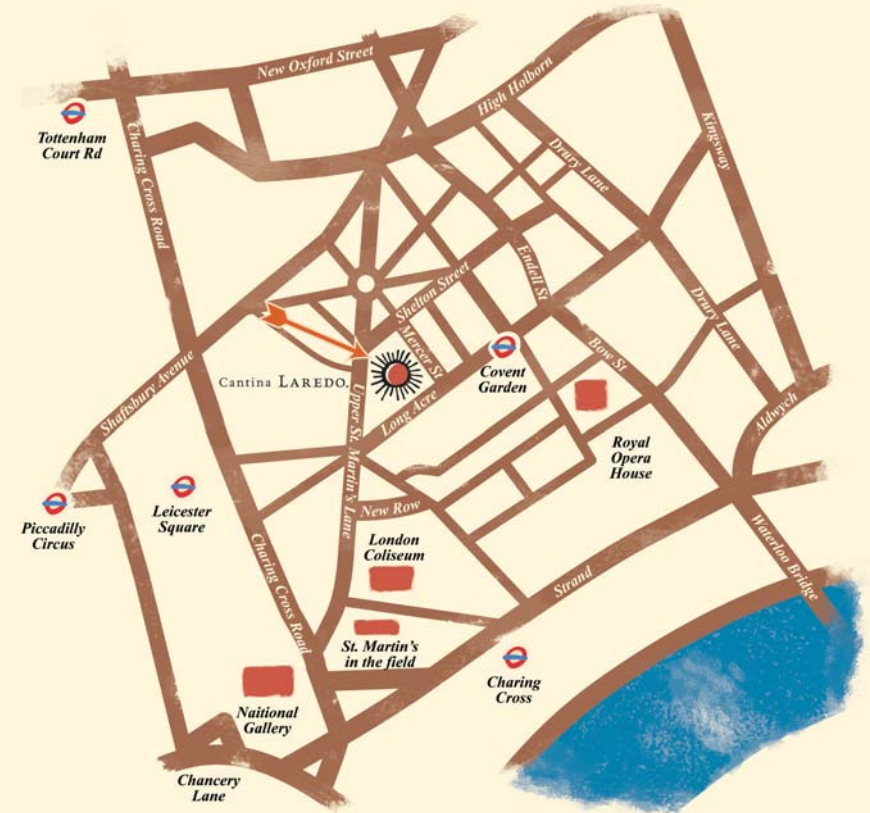 New Oxford Street
High Holborn
Kingsway
Tottenham
Court Rd
Charing Cross Road
Drury Lane
Endell St
Shelton Street
Mercer St
Drury Lane
Covent
Garden
Bow St
Shaftsbury Avenue
Cantina LAREDO.
Upper St. Martin's Lane
Long Acre
Aldwych
Royal
Opera
House
Piccadilly
Circus
Leicester
Square
New Row
London
Coliseum
Waterloo Bridge
Charing Cross Road
Strand
St. Martin's
in the field
Charing
Cross
Naitional
Gallery
Chancery
Lane